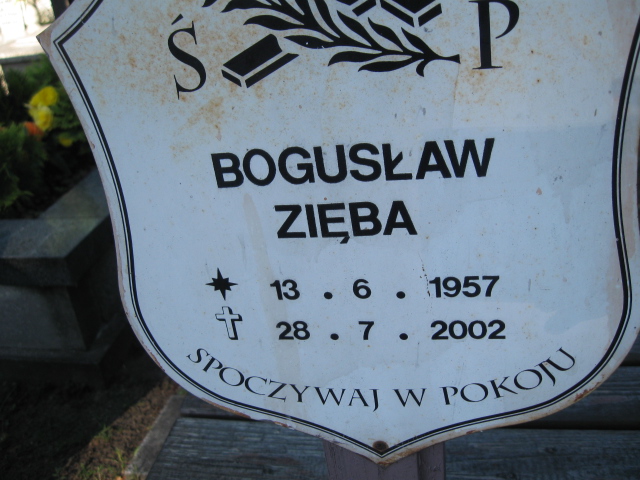 Ś P
BOGUSŁAW
ZIĘBA
13 . 6 . 1957
28 . 7 . 2002
SPOCZYWAJ W POKOJU